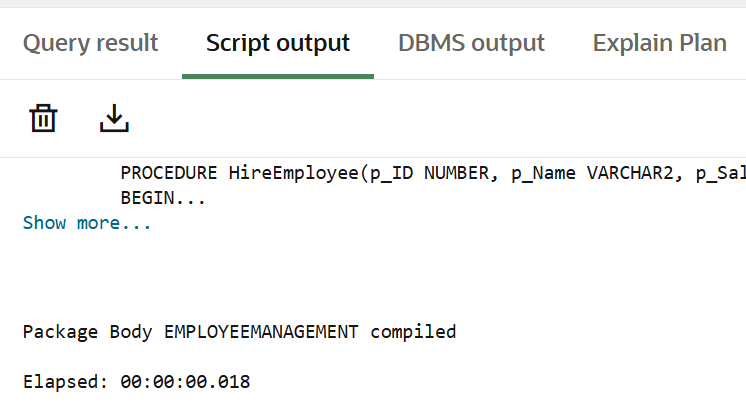 Query result Script output DBMS output Explain Plan
PROCEDURE HireEmployee(p_ID NUMBER, p_Name VARCHAR2, p_Sal
BEGIN...
Show more...
Package Body EMPLOYEEMANAGEMENT compiled
Elapsed: 00:00:00.018